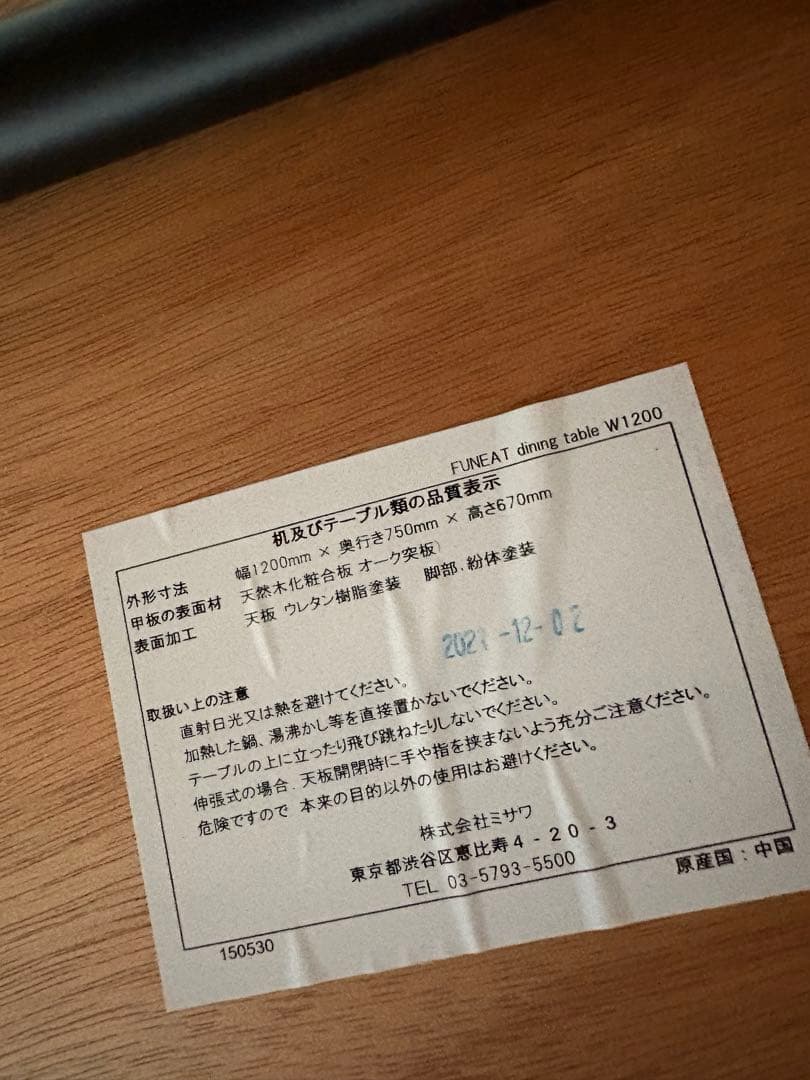 FUNEAT dining table W1200
机及びテーブル類の品質表示
外形寸法 幅1200mm × 奥行き750mm × 高さ670mm
甲板の表面材 天然木化粧合板 オーク突板)
表面加工 天板 ウレタン樹脂塗装 脚部、紛体塗装
-12-02
取扱い上の注意
直射日光又は熱を避けてください。
加熱した鍋、湯沸かし等を直接置かないでください。
テーブルの上に立ったり飛び跳ねたりしないでください。
伸張式の場合、天板開閉時に手や指を挟まないよう充分ご注意ください。
危険ですので 本来の目的以外の使用はお避けください。
株式会社ミサワ
東京都渋谷区恵比寿4-20-3
TEL 03-5793-5500
原産国:中国
150530